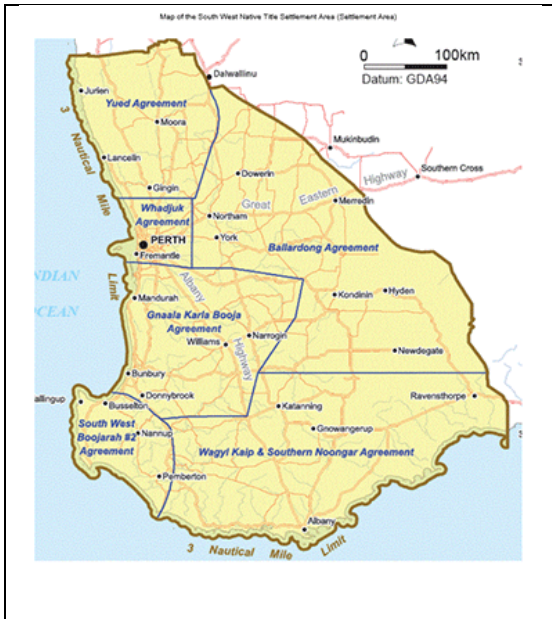 Map of the South West Native Title Settlement Area (Settlement Area)
0 100km
Datum: GDA94
Dalwallinu
Jurien
Yued Agreement
Moora
Mukinbudin
3 Nautical Mile Limit
Lancelin
Southern Cross
Dowerin
Highway
Gingin
Great Eastern
Merredin
Whadjuk
Agreement
Northam
PERTH
York
Ballardong Agreement
Fremantle
INDIAN
OCEAN
Albany
Highway
Mandurah
Kondinin
Hyden
Gnaala Karla Booja
Agreement
Narrogin
Williams
Newdegate
Bunbury
Ravensthorpe
Donnybrook
allingup
Busselton
Katanning
South West
Boojarah #2
Agreement
Nannup
Gnowangerup
Wagyl Kaip & Southern Noongar Agreement
Pemberton
Albany
3 Nautical Mile Limit